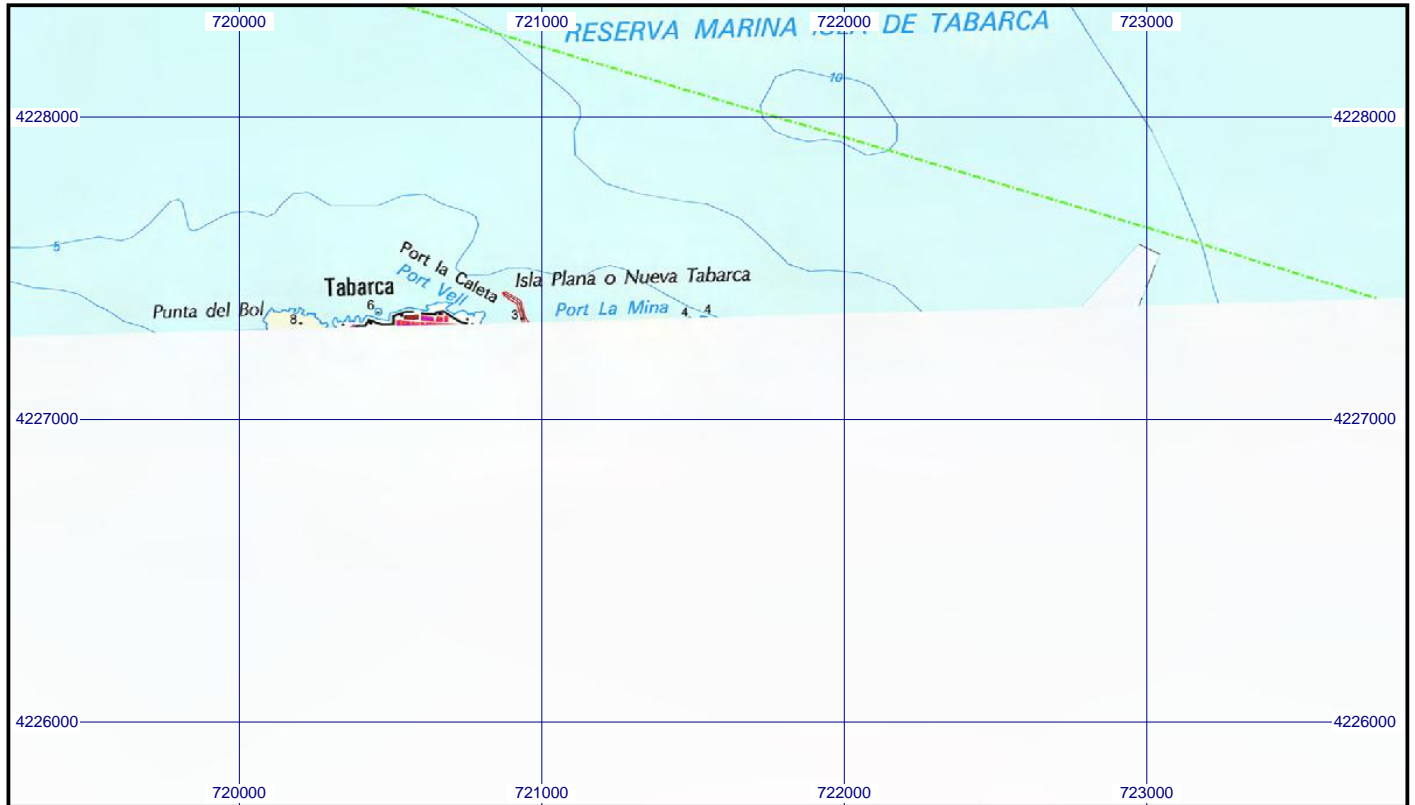 720000 721000 722000 723000
RESERVA MARINA ISLA DE TABARCA
10
4228000 4228000
5
Port la Caleta
Port Vell
Isla Plana o Nueva Tabarca
Tabarca
6
Punta del Bol
8
3
Port La Mina
4 4
4227000 4227000
4226000 4226000
720000 721000 722000 723000